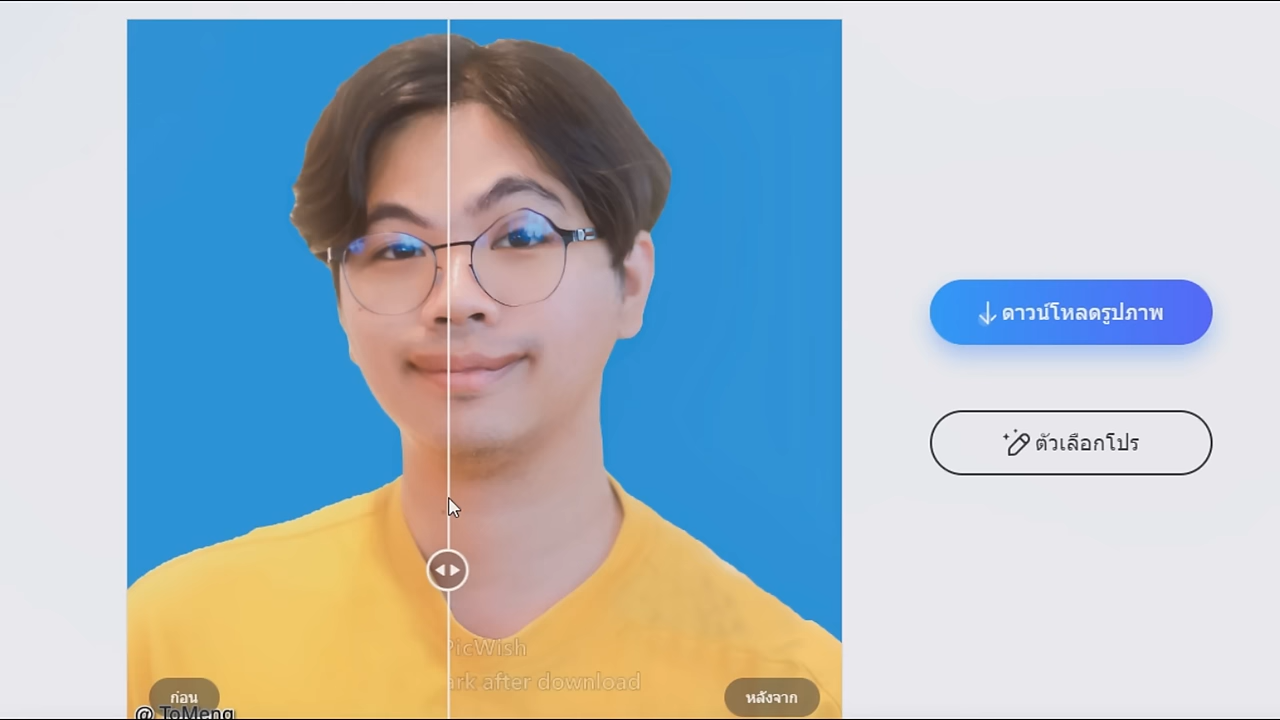 ดาวน์โหลดรูปภาพ
ตัวเลือกโปร
PicWish
ark after download
ก่อน
หลังจาก
@ ToMeng